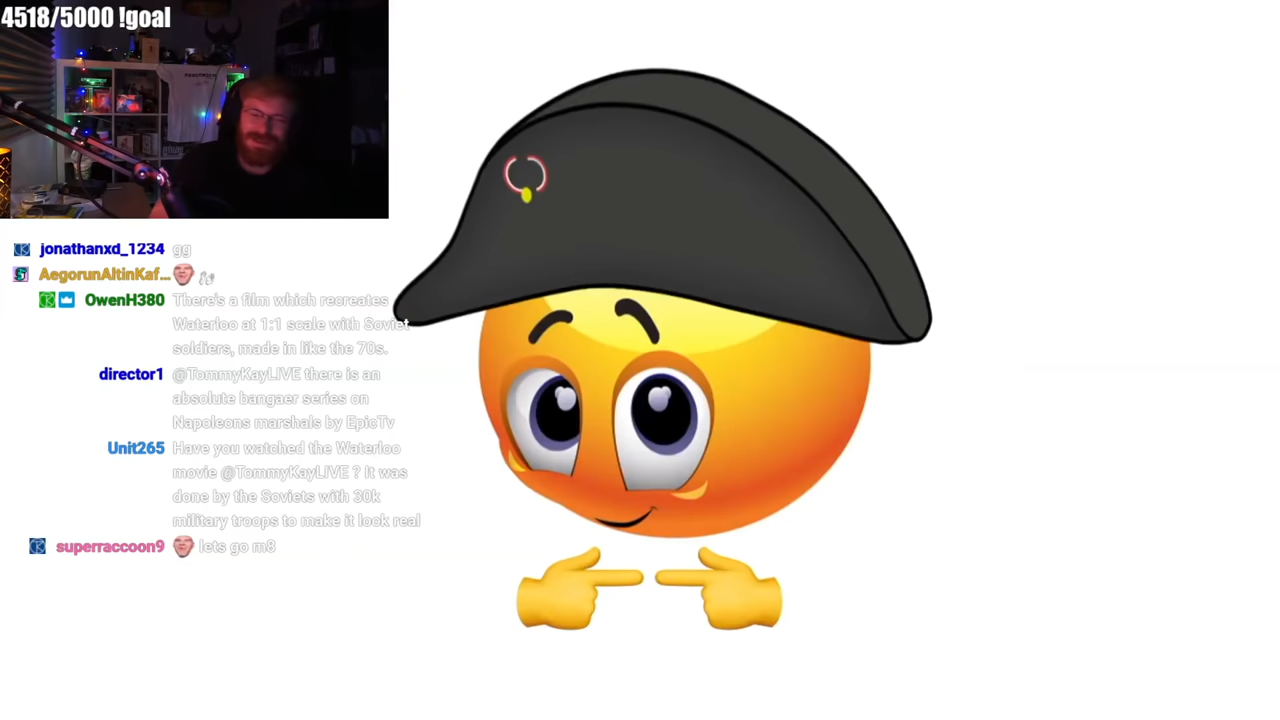 4518/5000 !goal
jonathanxd_1234 gg
AegorunAltinKaf...
OwenH380 There's a film which recreates
Waterloo at 1:1 scale with Soviet
soldiers, made in like the 70s.
director1 @TommyKayLIVE there is an
absolute bangaer series on
Napoleons marshals by EpicTv
Unit265 Have you watched the Waterloo
movie @TommyKayLIVE ? It was
done by the Soviets with 30k
military troops to make it look real
superraccoon9 lets go m8